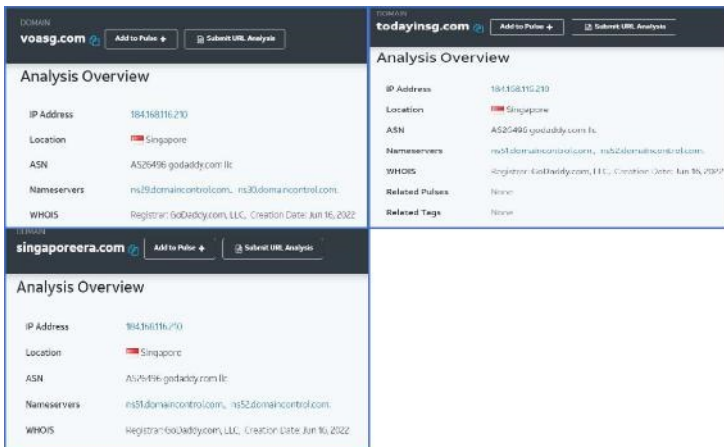 DOMAIN
voasg.com Add to Pulse + Submit URL Analysis
Analysis Overview
IP Address 184.168.116.210
Location Singapore
ASN AS26496 godaddy.com llc
Nameservers ns29.domaincontrol.com., ns30.domaincontrol.com.
WHOIS Registrar: GoDaddy.com, LLC, Creation Date: Jun 16, 2022
DOMAIN
todayinsg.com Add to Pulse + Submit URL Analysis
Analysis Overview
IP Address 184.168.116.210
Location Singapore
ASN AS26496 godaddy.com llc
Nameservers ns51.domaincontrol.com., ns52.domaincontrol.com.
WHOIS Registrar: GoDaddy.com, LLC, Creation Date: Jun 16, 2022
Related Pulses None
Related Tags None
DOMAIN
singaporeera.com Add to Pulse + Submit URL Analysis
Analysis Overview
IP Address 184.168.116.210
Location Singapore
ASN AS26496 godaddy.com llc
Nameservers ns51.domaincontrol.com., ns52.domaincontrol.com.
WHOIS Registrar: GoDaddy.com, LLC, Creation Date: Jun 16, 2022